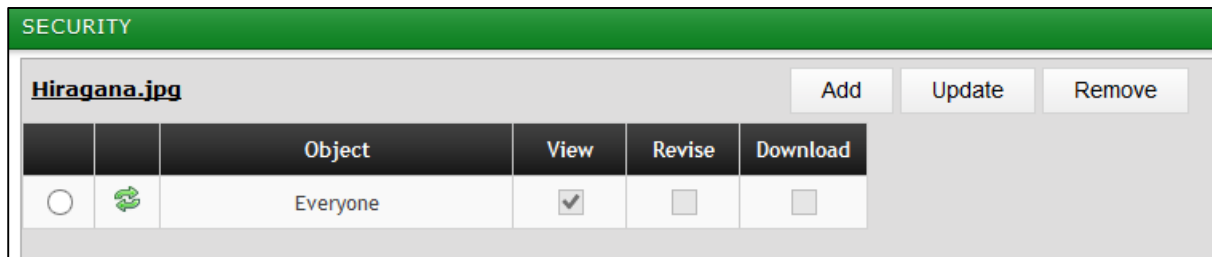 SECURITY
Hiragana.jpg Add Update Remove
Object View Revise Download
Everyone